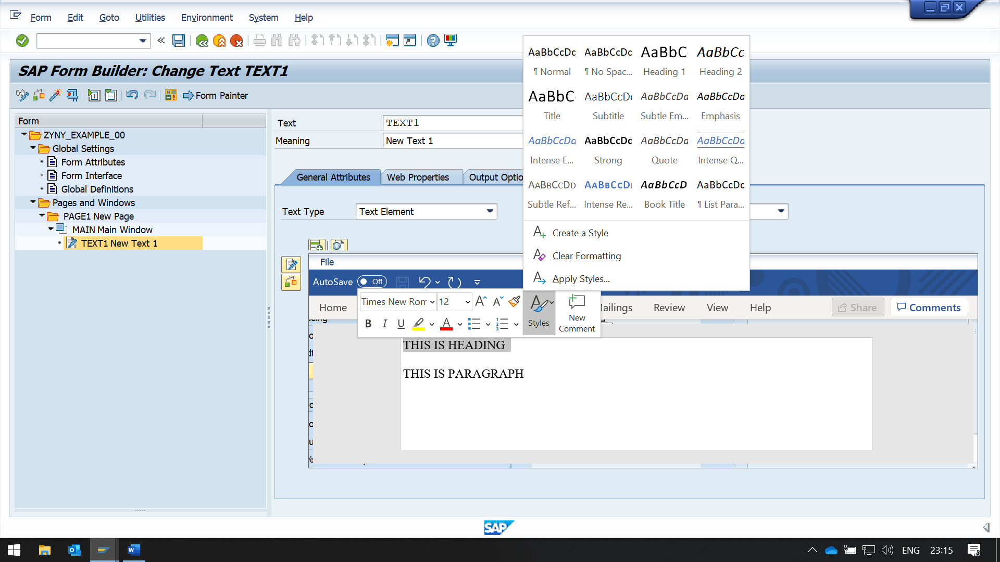 Form Edit Goto Utilities Environment System Help
SAP Form Builder: Change Text TEXT1
Form Painter
Form
ZYNY_EXAMPLE_00
Global Settings
Form Attributes
Form Interface
Global Definitions
Pages and Windows
PAGE1 New Page
MAIN Main Window
TEXT1 New Text 1
Text TEXT1
Meaning New Text 1
General Attributes Web Properties Output Optio
Text Type Text Element
AaBbCcDc AaBbCcDc AaBbC AaBbCc
¶ Normal ¶ No Spac... Heading 1 Heading 2
AaBbC AaBbCcD AaBbCcDa AaBbCcDa
Title Subtitle Subtle Em... Emphasis
AaBbCcDa AaBbCcDc AaBbCcDa AaBbCcDa
Intense E... Strong Quote Intense Q...
AaBbCcDd AaBbCcD AaBbCcD AaBbCcDc
Subtle Ref... Intense Re... Book Title ¶ List Para...
Create a Style
Clear Formatting
Apply Styles...
File
AutoSave Off
Home ailings Review View Help Share Comments
Times New Rom 12
B I U
Styles
New
Comment
THIS IS HEADING
THIS IS PARAGRAPH
SAP
ENG 23:15